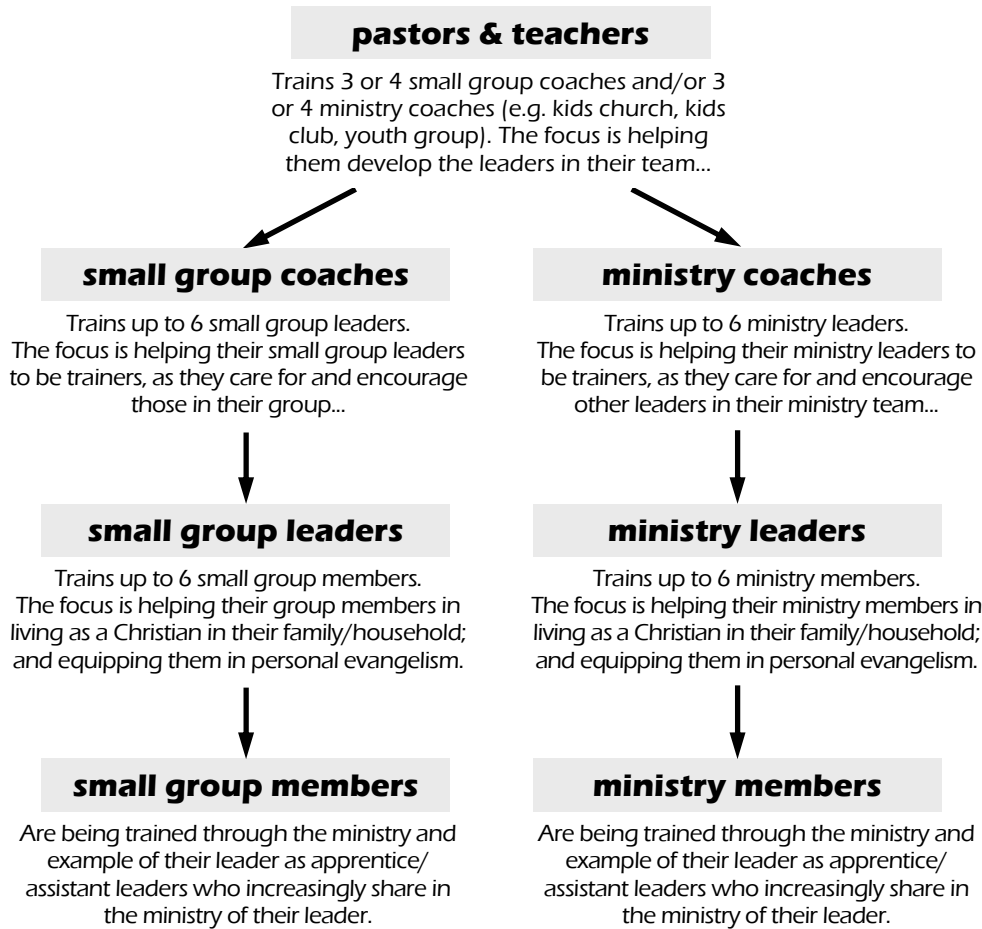 pastors & teachers
Trains 3 or 4 small group coaches and/or 3
or 4 ministry coaches (e.g. kids church, kids
club, youth group). The focus is helping
them develop the leaders in their team...
small group coaches
Trains up to 6 small group leaders.
The focus is helping their small group leaders
to be trainers, as they care for and encourage
those in their group...
ministry coaches
Trains up to 6 ministry leaders.
The focus is helping their ministry leaders to
be trainers, as they care for and encourage
other leaders in their ministry team...
small group leaders
Trains up to 6 small group members.
The focus is helping their group members in
living as a Christian in their family/household;
and equipping them in personal evangelism.
ministry leaders
Trains up to 6 ministry members.
The focus is helping their ministry members in
living as a Christian in their family/household;
and equipping them in personal evangelism.
small group members
Are being trained through the ministry and
example of their leader as apprentice/
assistant leaders who increasingly share in
the ministry of their leader.
ministry members
Are being trained through the ministry and
example of their leader as apprentice/
assistant leaders who increasingly share in
the ministry of their leader.